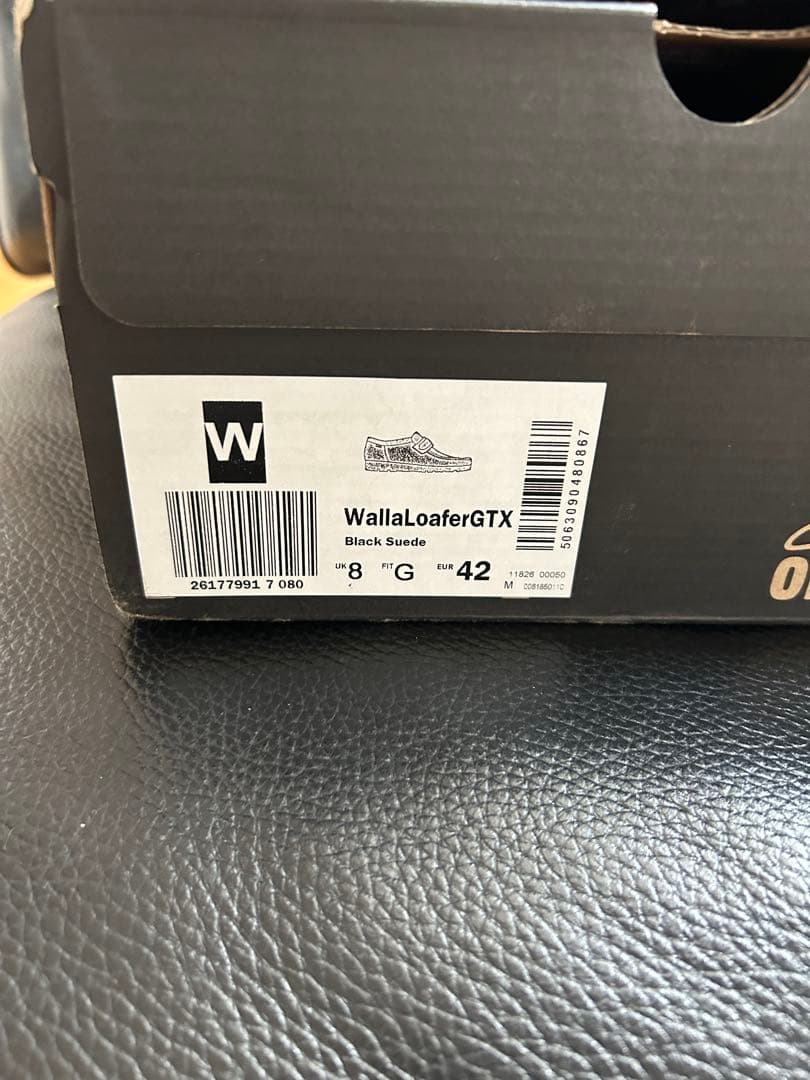 W
WallaLoaferGTX
Black Suede
26177991 7 080
UK 8 FIT G EUR 42
11826 00050
M
5063090480867